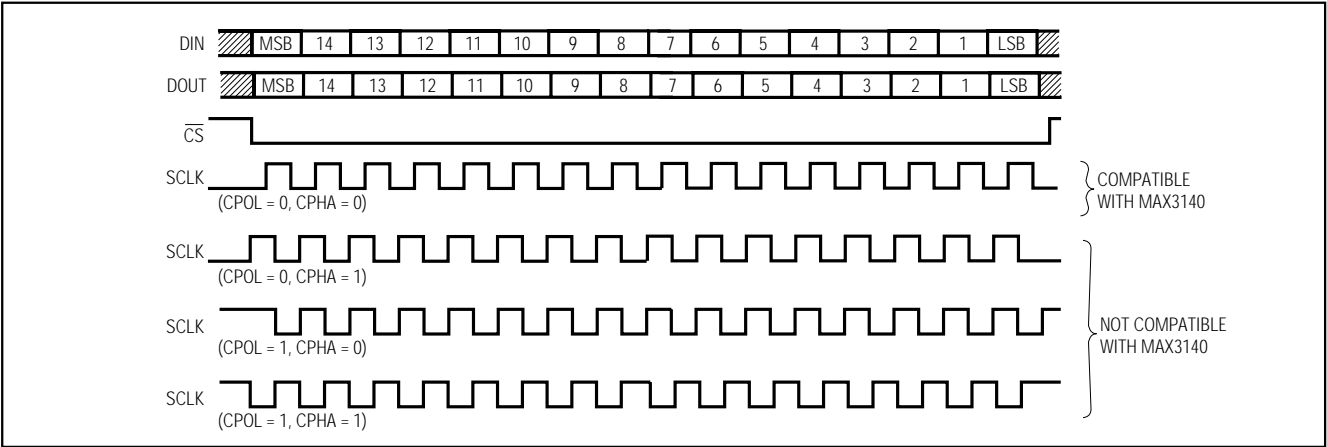 DIN MSB 14 13 12 11 10 9 8 7 6 5 4 3 2 1 LSB
DOUT MSB 14 13 12 11 10 9 8 7 6 5 4 3 2 1 LSB
CS
SCLK
(CPOL = 0, CPHA = 0)
COMPATIBLE
WITH MAX3140
SCLK
(CPOL = 0, CPHA = 1)
SCLK
(CPOL = 1, CPHA = 0)
NOT COMPATIBLE
WITH MAX3140
SCLK
(CPOL = 1, CPHA = 1)